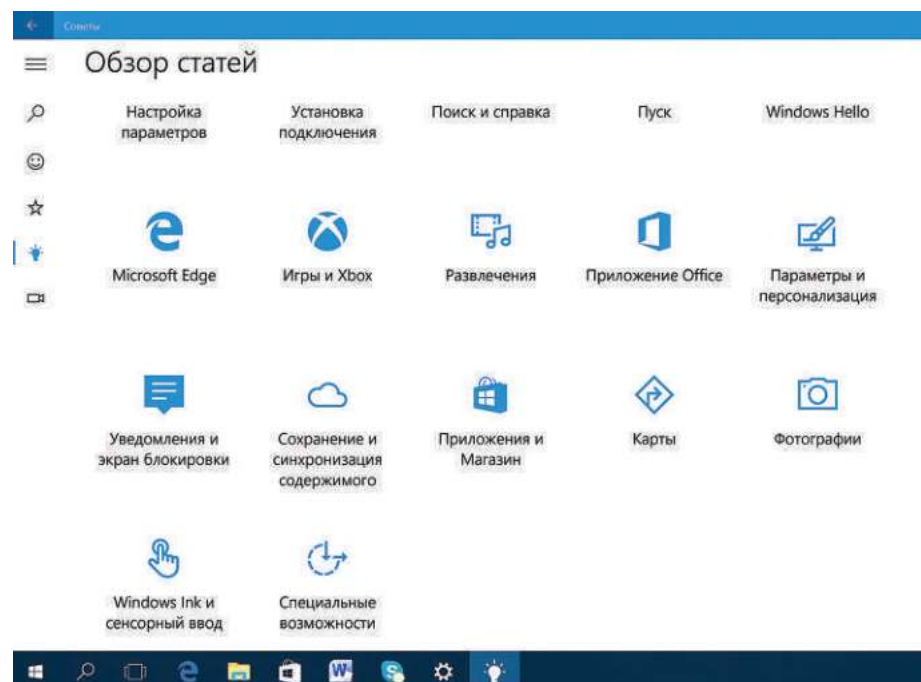 Советы
Обзор статей
Настройка
параметров
Установка
подключения
Поиск и справка
Пуск
Windows Hello
Microsoft Edge
Игры и Xbox
Развлечения
Приложение Office
Параметры и
персонализация
Уведомления и
экран блокировки
Сохранение и
синхронизация
содержимого
Приложения и
Магазин
Карты
Фотографии
Windows Ink и
сенсорный ввод
Специальные
возможности